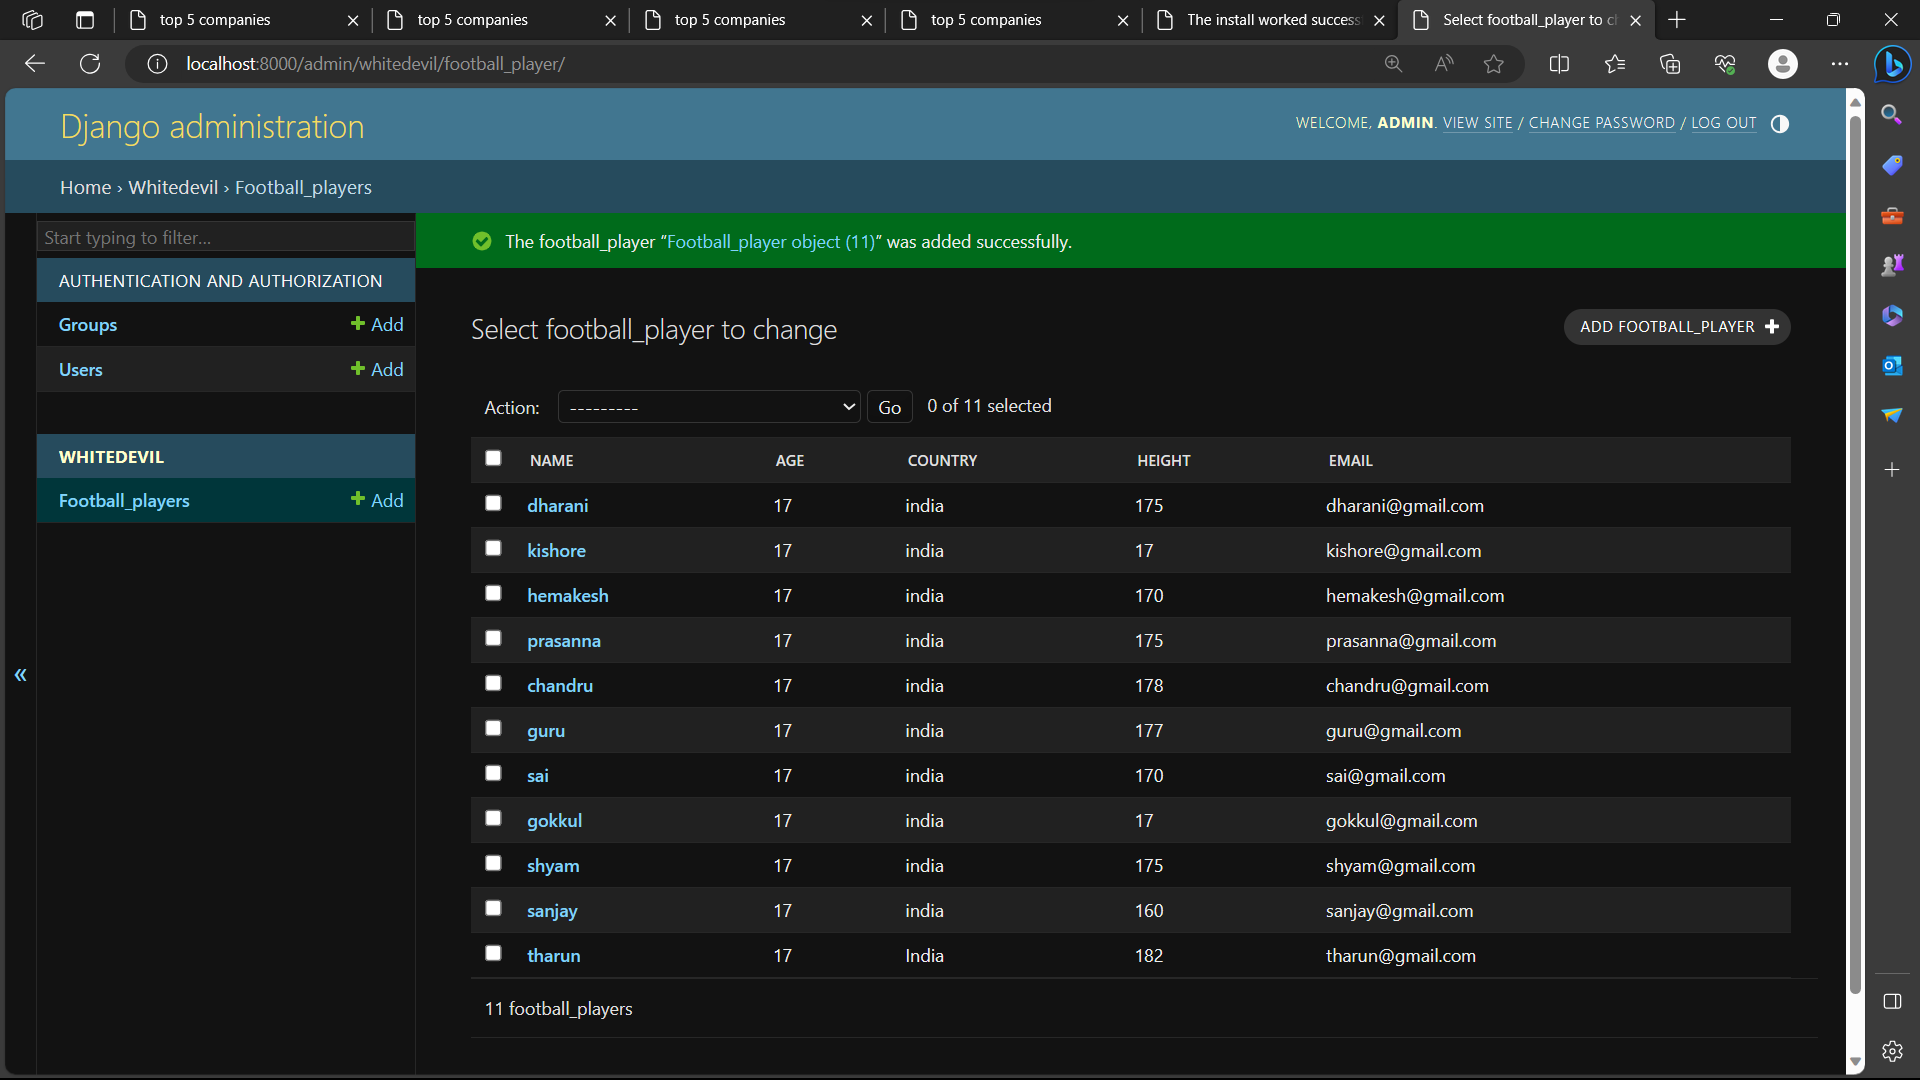 top 5 companies
top 5 companies
top 5 companies
top 5 companies
The install worked success
Select football_player to ch
localhost:8000/admin/whitedevil/football_player/
Django administration
WELCOME, ADMIN. VIEW SITE / CHANGE PASSWORD / LOG OUT
Home › Whitedevil › Football_players
Start typing to filter...
The football_player “Football_player object (11)” was added successfully.
AUTHENTICATION AND AUTHORIZATION
Groups + Add
Users + Add
WHITEDEVIL
Football_players + Add
«
Select football_player to change
ADD FOOTBALL_PLAYER +
Action: --------- Go 0 of 11 selected
NAME AGE COUNTRY HEIGHT EMAIL
dharani 17 india 175 dharani@gmail.com
kishore 17 india 17 kishore@gmail.com
hemakesh 17 india 170 hemakesh@gmail.com
prasanna 17 india 175 prasanna@gmail.com
chandru 17 india 178 chandru@gmail.com
guru 17 india 177 guru@gmail.com
sai 17 india 170 sai@gmail.com
gokkul 17 india 17 gokkul@gmail.com
shyam 17 india 175 shyam@gmail.com
sanjay 17 india 160 sanjay@gmail.com
tharun 17 India 182 tharun@gmail.com
11 football_players